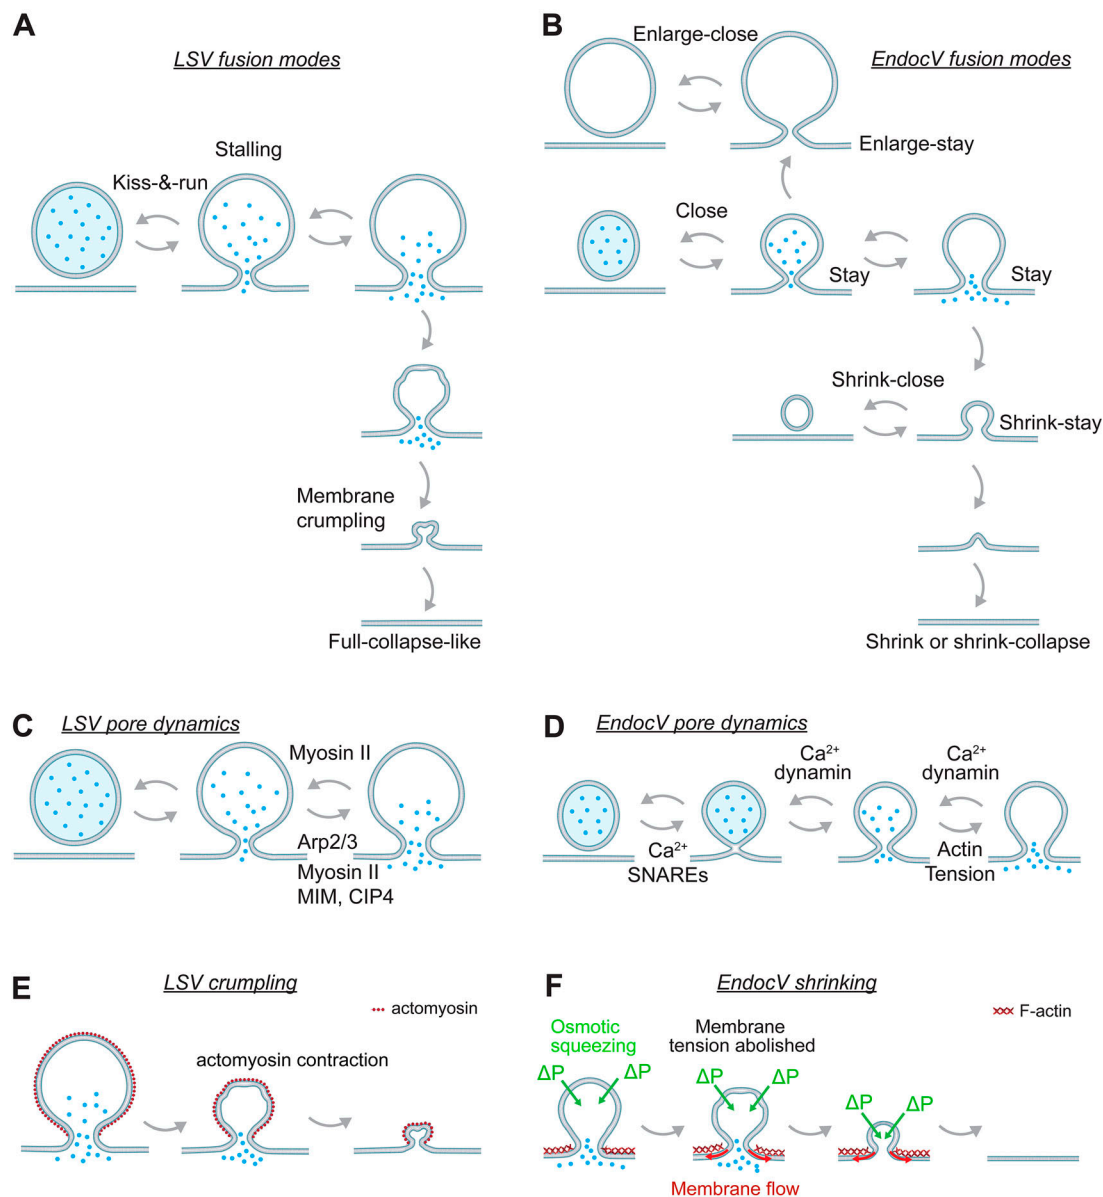 A
LSV fusion modes
Stalling
Kiss-&-run
Membrane
crumpling
Full-collapse-like
B
Enlarge-close
EndocV fusion modes
Enlarge-stay
Close
Stay
Stay
Shrink-close
Shrink-stay
Shrink or shrink-collapse
C
LSV pore dynamics
Myosin II
Arp2/3
Myosin II
MIM, CIP4
D
EndocV pore dynamics
Ca²⁺
dynamin
Ca²⁺
dynamin
Ca²⁺
SNAREs
Actin
Tension
E
LSV crumpling
actomyosin
actomyosin contraction
F
EndocV shrinking
F-actin
Osmotic
squeezing
Membrane
tension abolished
ΔP ΔP
ΔP ΔP
ΔP ΔP
Membrane flow